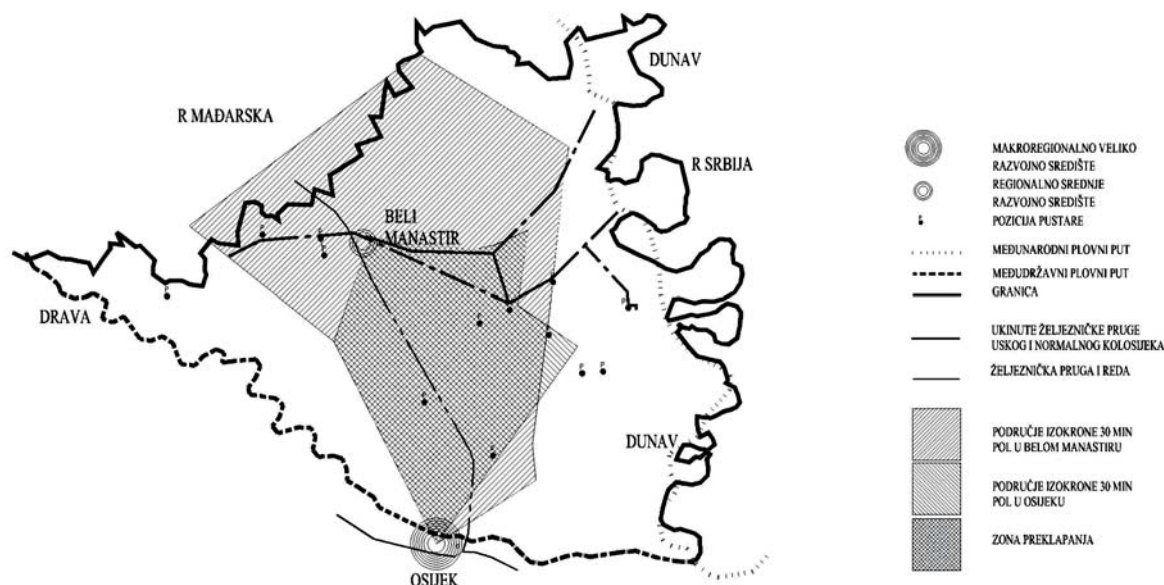 DUNAV
R MAĐARSKA
R SRBIJA
BELI
MANASTIR
DRAVA
DUNAV
OSIJEK
MAKROREGIONALNO VELIKO
RAZVOJNO SREDIŠTE
REGIONALNO SREDNJE
RAZVOJNO SREDIŠTE
POZICIJA PUSTARE
MEĐUNARODNI PLOVNI PUT
MEĐUDRŽAVNI PLOVNI PUT
GRANICA
UKINUTE ŽELJEZNIČKE PRUGE
USKOG I NORMALNOG KOLOSIJEKA
ŽELJEZNIČKA PRUGA I REDA
PODRUČJE IZOKRONE 30 MIN
POL U BELOM MANASTIRU
PODRUČJE IZOKRONE 30 MIN
POL U OSIJEKU
ZONA PREKLAPANJA